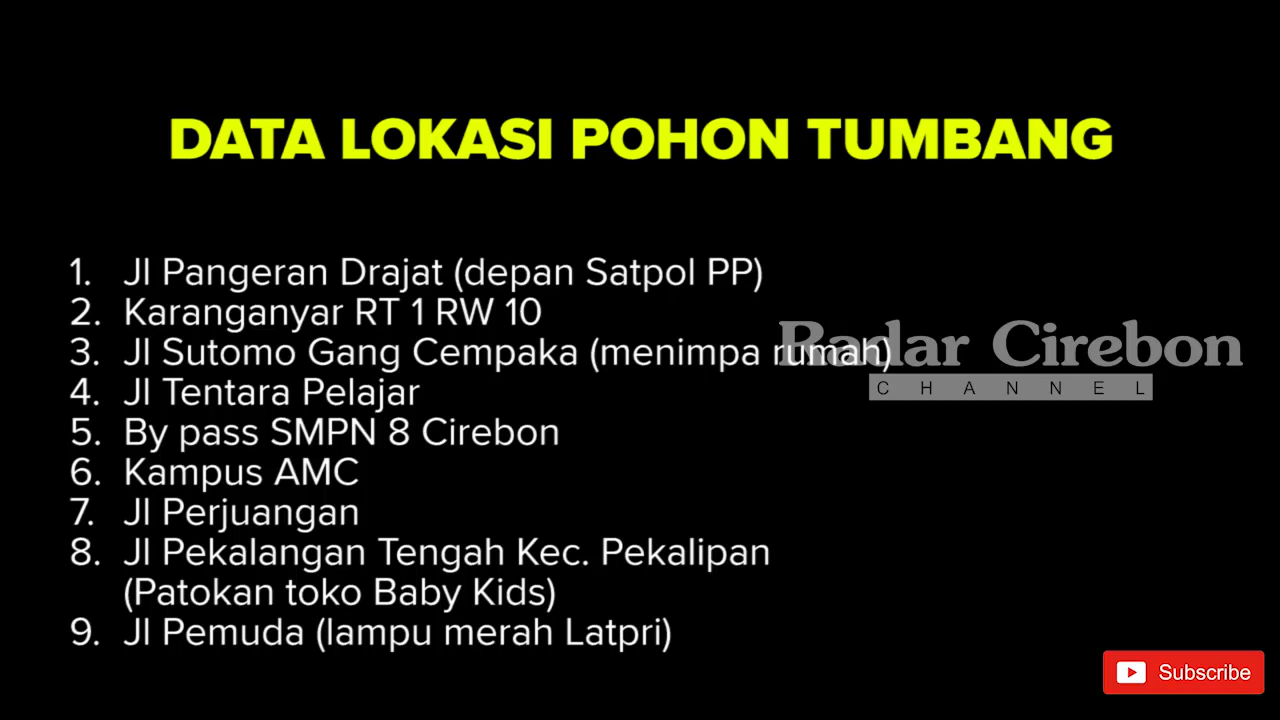 DATA LOKASI POHON TUMBANG
1. Jl Pangeran Drajat (depan Satpol PP)
2. Karanganyar RT 1 RW 10
3. Jl Sutomo Gang Cempaka (menimpa rumah)
Radar Cirebon
CHANNEL
4. Jl Tentara Pelajar
5. By pass SMPN 8 Cirebon
6. Kampus AMC
7. Jl Perjuangan
8. Jl Pekalangan Tengah Kec. Pekalipan
(Patokan toko Baby Kids)
9. Jl Pemuda (lampu merah Latpri)
Subscribe